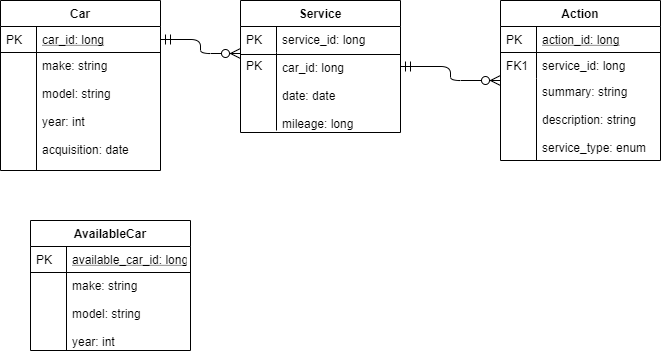 Car
PK car_id: long
make: string
model: string
year: int
acquisition: date
Service
PK service_id: long
PK car_id: long
date: date
mileage: long
Action
PK action_id: long
FK1 service_id: long
summary: string
description: string
service_type: enum
AvailableCar
PK available_car_id: long
make: string
model: string
year: int